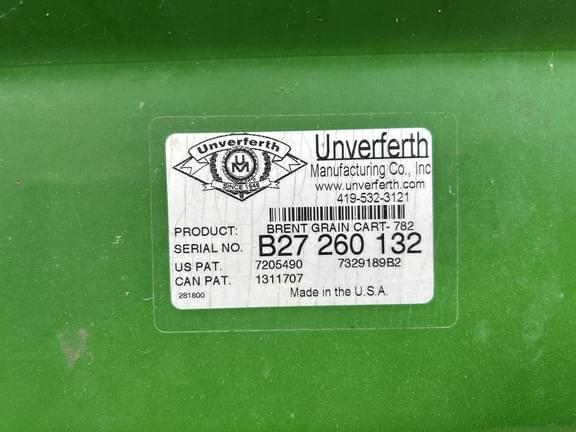 Unverferth
UM
SINCE 1948
Unverferth
Manufacturing Co., Inc
www.unverferth.com
419-532-3121
PRODUCT: BRENT GRAIN CART- 782
SERIAL NO. B27 260 132
US PAT. 7205490 7329189B2
CAN PAT. 1311707
281800 Made in the U.S.A.